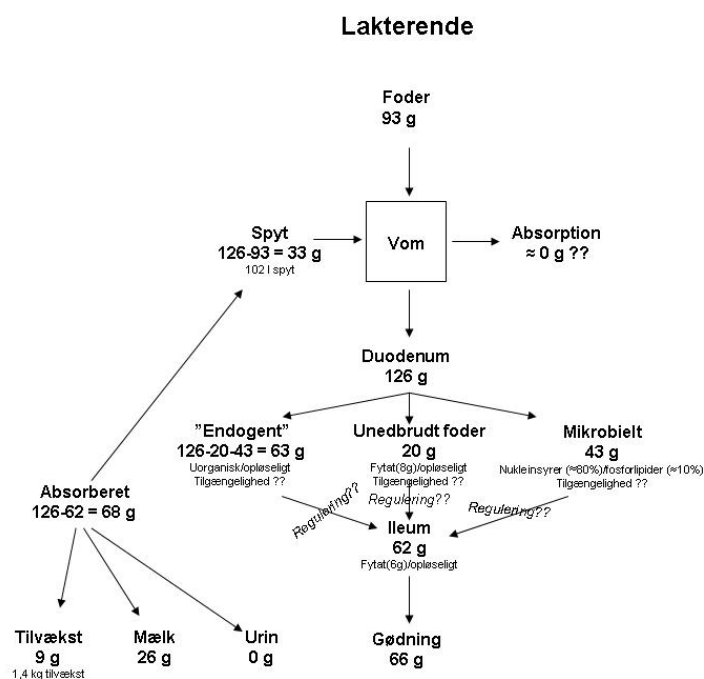 Lakterende
Foder
93 g
Spyt
126-93 = 33 g
102 l spyt
Vom
Absorption
≈ 0 g ??
Duodenum
126 g
"Endogent"
126-20-43 = 63 g
Uorganisk/opløseligt
Tilgængelighed ??
Unedbrudt foder
20 g
Fytat(8g)/opløseligt
Tilgængelighed ??
Mikrobielt
43 g
Nukleinsyrer (≈80%)/fosforlipider (≈10%)
Tilgængelighed ??
Regulering??
Regulering??
Regulering??
Absorberet
126-62 = 68 g
Ileum
62 g
Fytat(6g)/opløseligt
Tilvækst
9 g
1,4 kg tilvækst
Mælk
26 g
Urin
0 g
Gødning
66 g